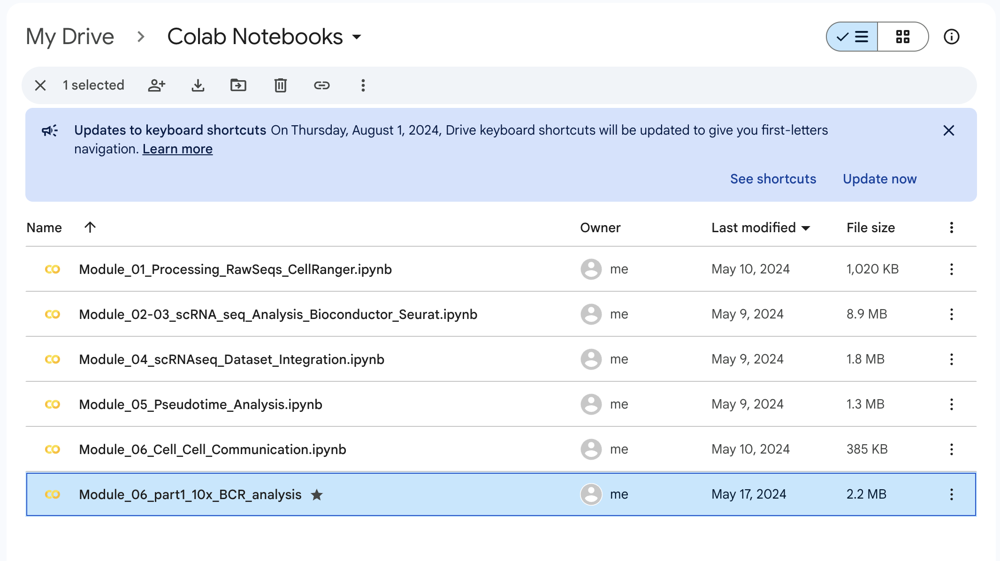 My Drive > Colab Notebooks
1 selected
Updates to keyboard shortcuts On Thursday, August 1, 2024, Drive keyboard shortcuts will be updated to give you first-letters
navigation. Learn more
See shortcuts Update now
Name Owner Last modified File size
Module_01_Processing_RawSeqs_CellRanger.ipynb me May 10, 2024 1,020 KB
Module_02-03_scRNA_seq_Analysis_Bioconductor_Seurat.ipynb me May 9, 2024 8.9 MB
Module_04_scRNAseq_Dataset_Integration.ipynb me May 9, 2024 1.8 MB
Module_05_Pseudotime_Analysis.ipynb me May 9, 2024 1.3 MB
Module_06_Cell_Cell_Communication.ipynb me May 10, 2024 385 KB
Module_06_part1_10x_BCR_analysis me May 17, 2024 2.2 MB